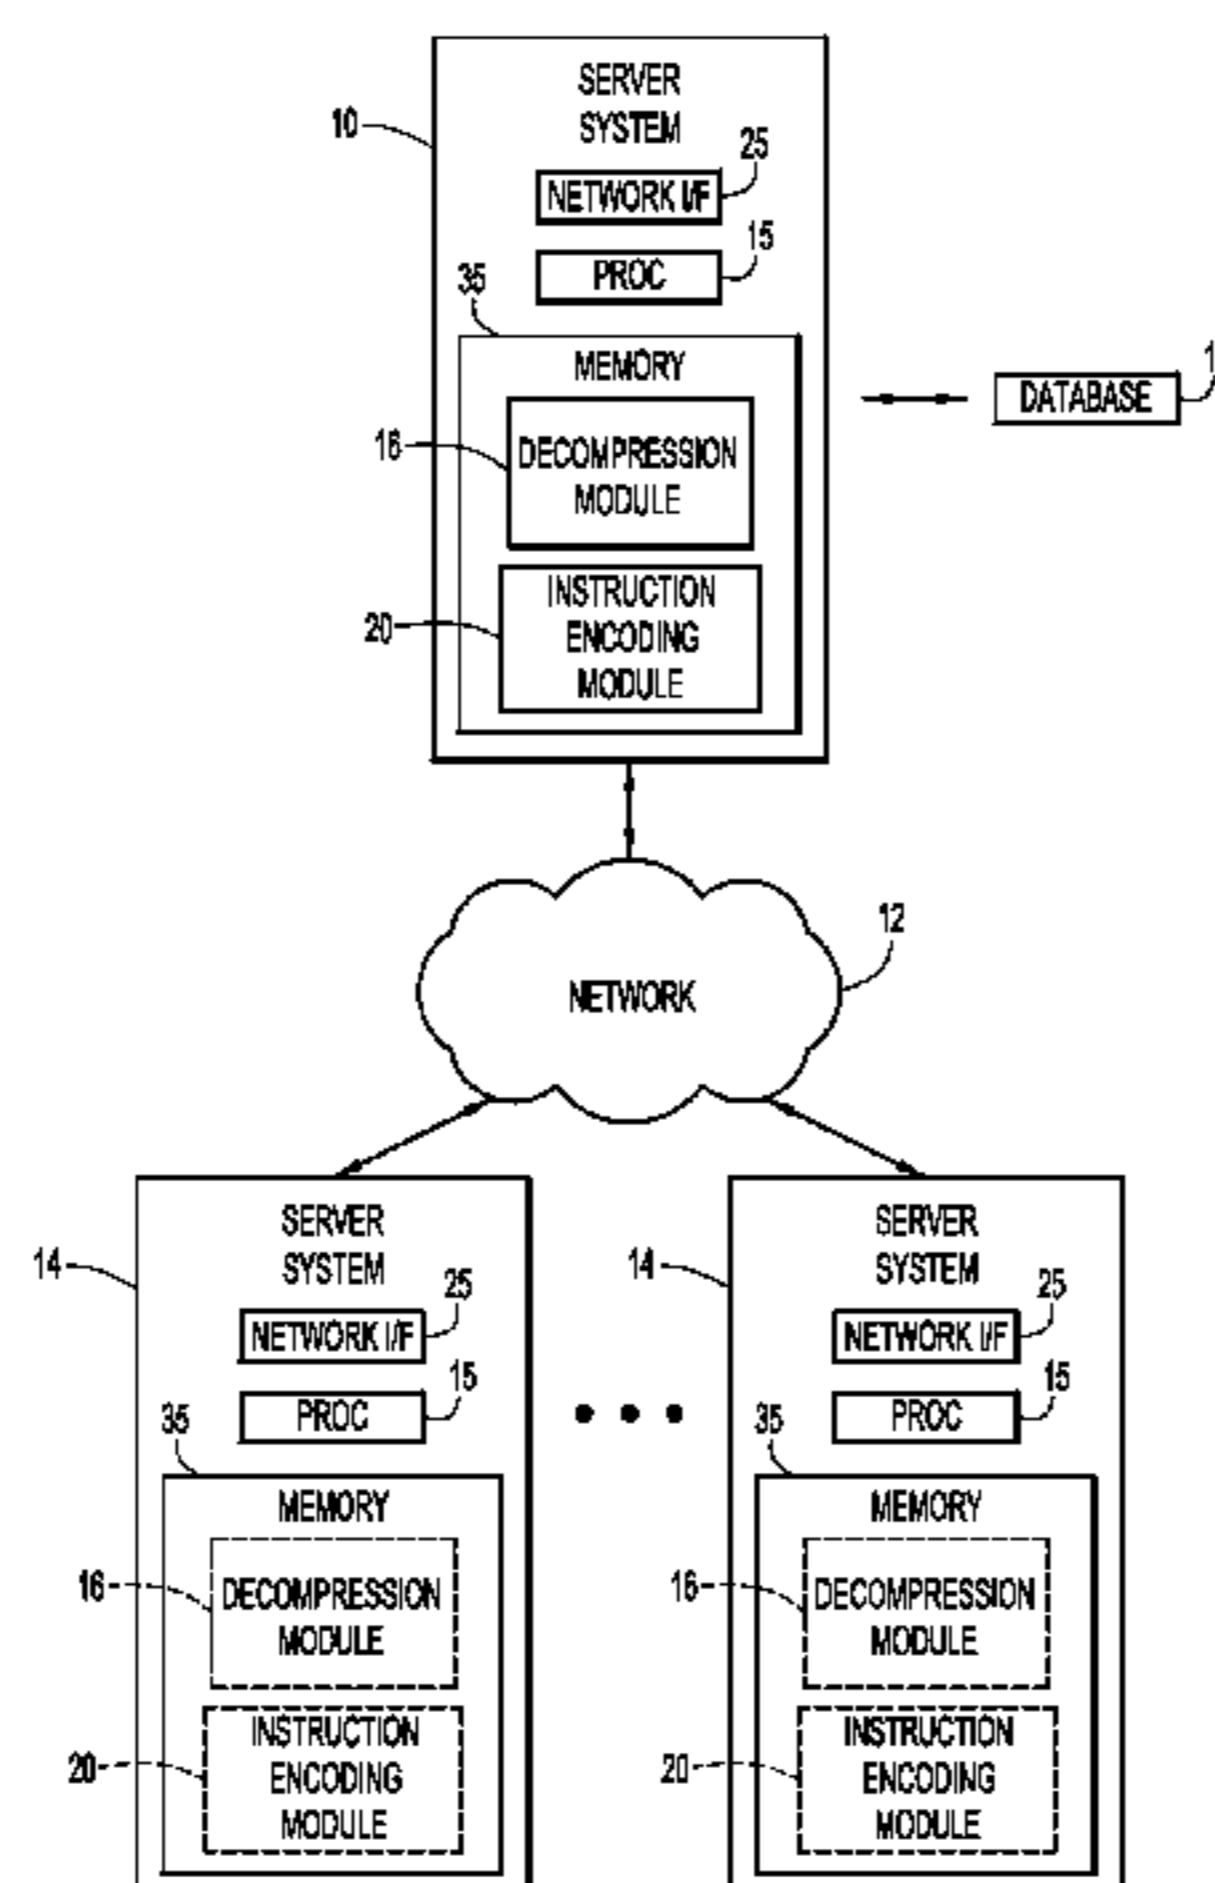 SERVER
SYSTEM
10
25
NETWORK I/F
15
PROC
35
MEMORY
DATABASE
16
DECOMPRESSION
MODULE
20
INSTRUCTION
ENCODING
MODULE
12
NETWORK
SERVER
SYSTEM
14
25
NETWORK I/F
15
PROC
35
MEMORY
16
DECOMPRESSION
MODULE
20
INSTRUCTION
ENCODING
MODULE
SERVER
SYSTEM
14
25
NETWORK I/F
15
PROC
35
MEMORY
16
DECOMPRESSION
MODULE
20
INSTRUCTION
ENCODING
MODULE